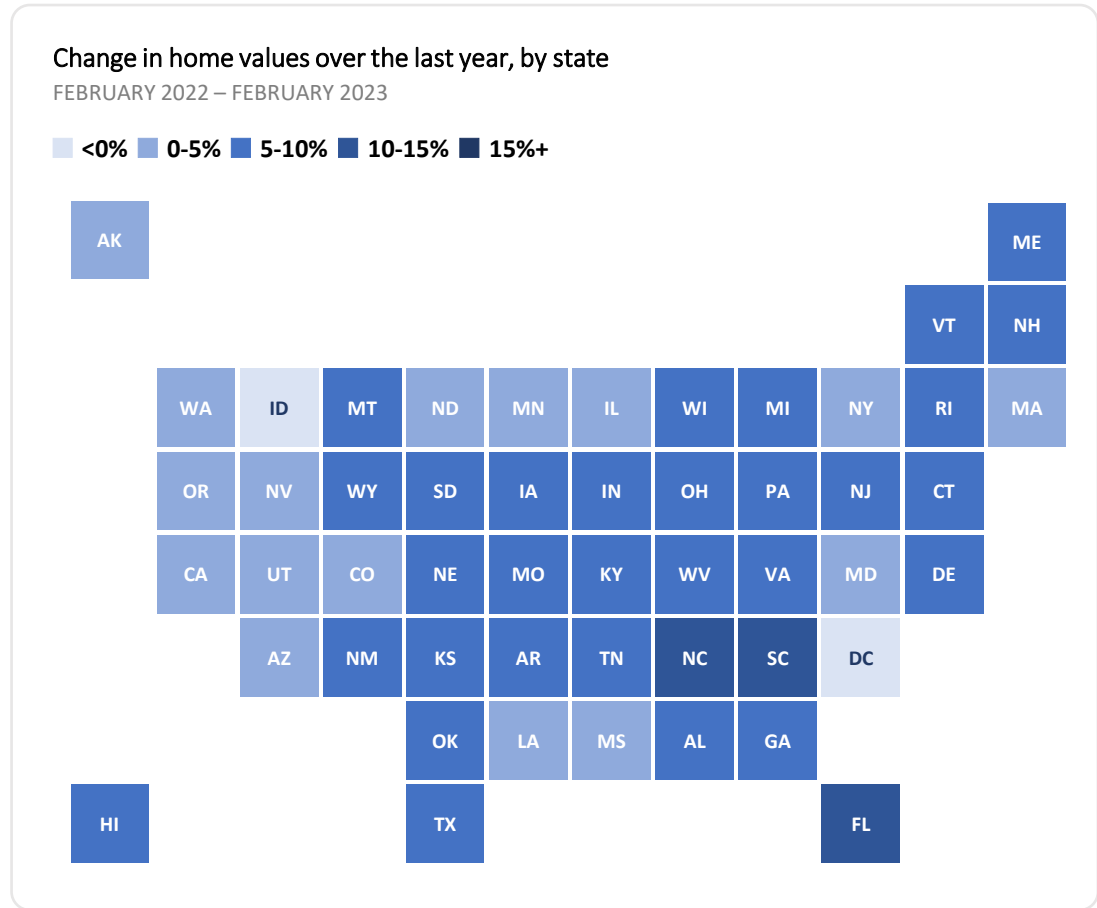 Change in home values over the last year, by state
FEBRUARY 2022 – FEBRUARY 2023
<0% 0-5% 5-10% 10-15% 15%+
AK
ME
VT NH
WA ID MT ND MN IL WI MI NY RI MA
OR NV WY SD IA IN OH PA NJ CT
CA UT CO NE MO KY WV VA MD DE
AZ NM KS AR TN NC SC DC
OK LA MS AL GA
HI TX FL